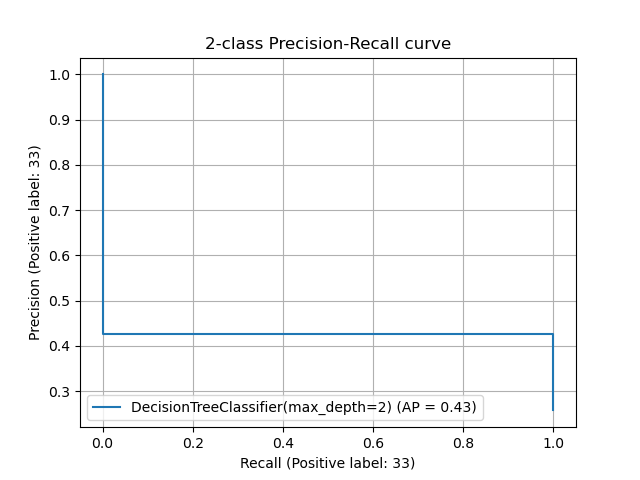 2-class Precision-Recall curve
1.0
0.9
0.8
0.7
0.6
0.5
0.4
0.3
Precision (Positive label: 33)
DecisionTreeClassifier(max_depth=2) (AP = 0.43)
0.0 0.2 0.4 0.6 0.8 1.0
Recall (Positive label: 33)